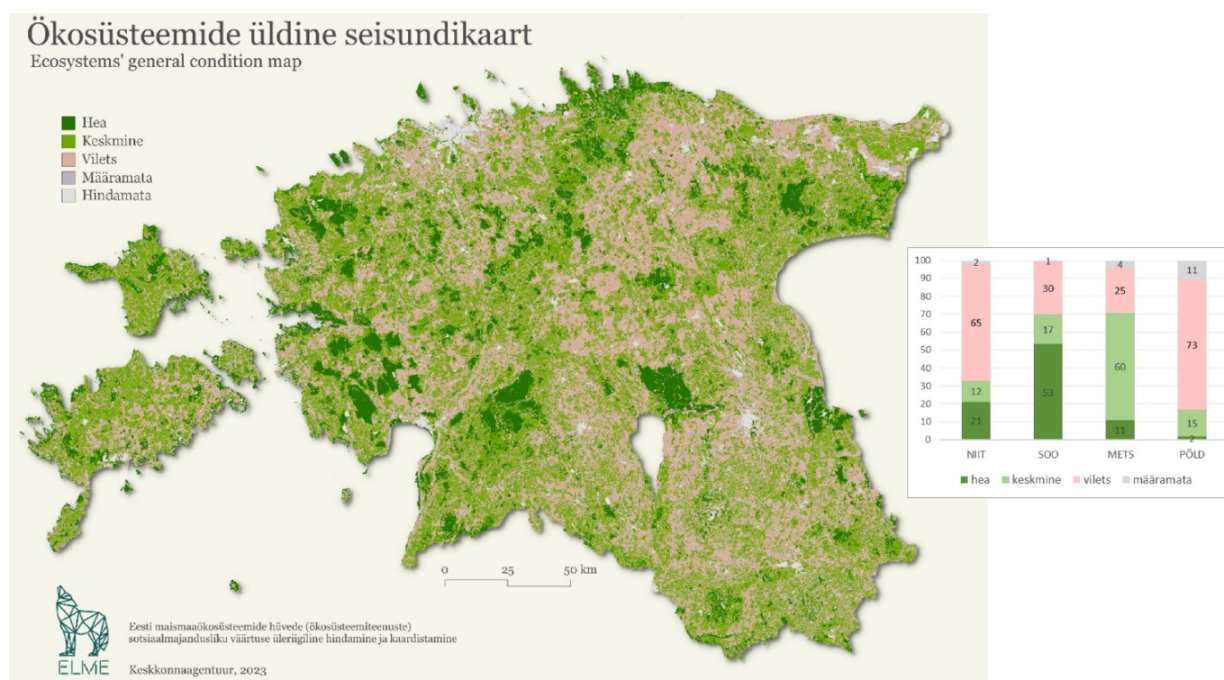 Ökosüsteemide üldine seisundikaart
Ecosystems' general condition map
Hea
Keskmine
Vilets
Määramata
Hindamata
0 25 50 km
ELME
Eesti maismaaökosüsteemide hüvede (ökosüsteemiteenuste)
sotsiaalmajandusliku väärtuse üleriigiline hindamine ja kaardistamine
Keskkonnaagentuur, 2023
100
90
80
70
60
50
40
30
20
10
0
2 1 4 11
65 30 25 73
12 17 60 15
21 53 11 2
NIIT SOO METS PÕLD
hea keskmine vilets määramata